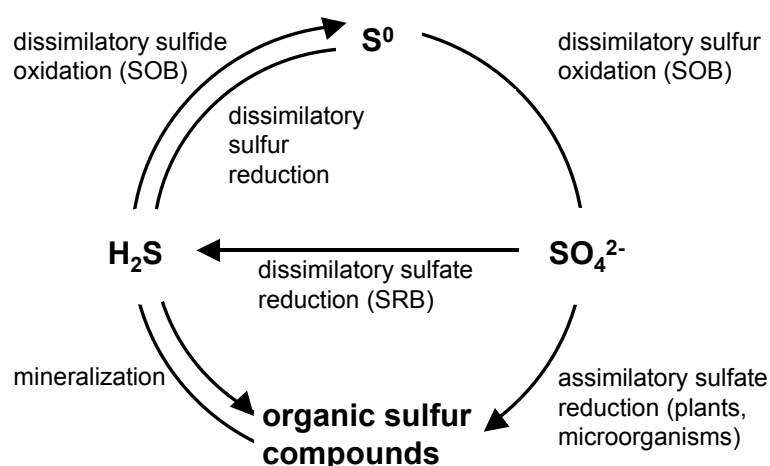 S⁰
dissimilatory sulfide
oxidation (SOB)
dissimilatory sulfur
oxidation (SOB)
dissimilatory
sulfur
reduction
H₂S
SO₄²⁻
dissimilatory sulfate
reduction (SRB)
mineralization
assimilatory sulfate
reduction (plants,
microorganisms)
organic sulfur
compounds